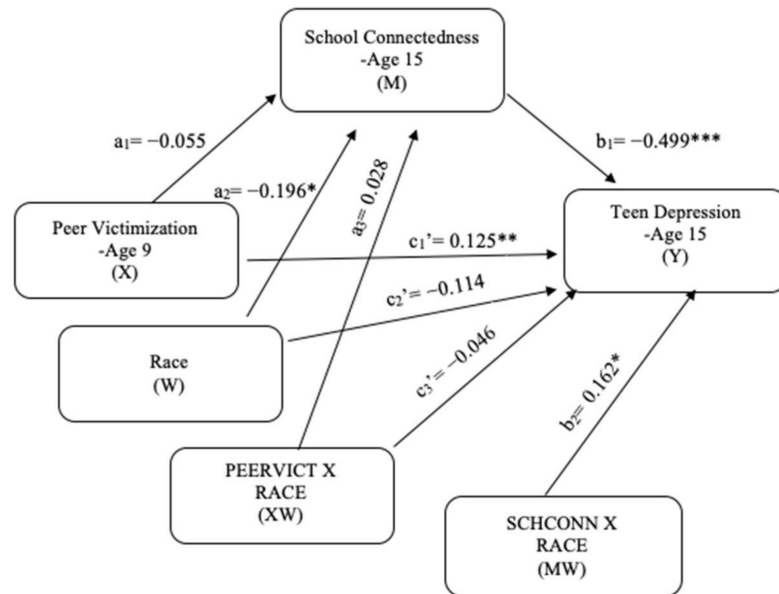 School Connectedness
-Age 15
(M)
a₁= −0.055
b₁= −0.499***
a₂= −0.196*
a₃= 0.028
Peer Victimization
-Age 9
(X)
c₁’= 0.125**
Teen Depression
-Age 15
(Y)
c₂’= −0.114
Race
(W)
c₃’= −0.046
b₂= 0.162*
PEERVICT X
RACE
(XW)
SCHCONN X
RACE
(MW)